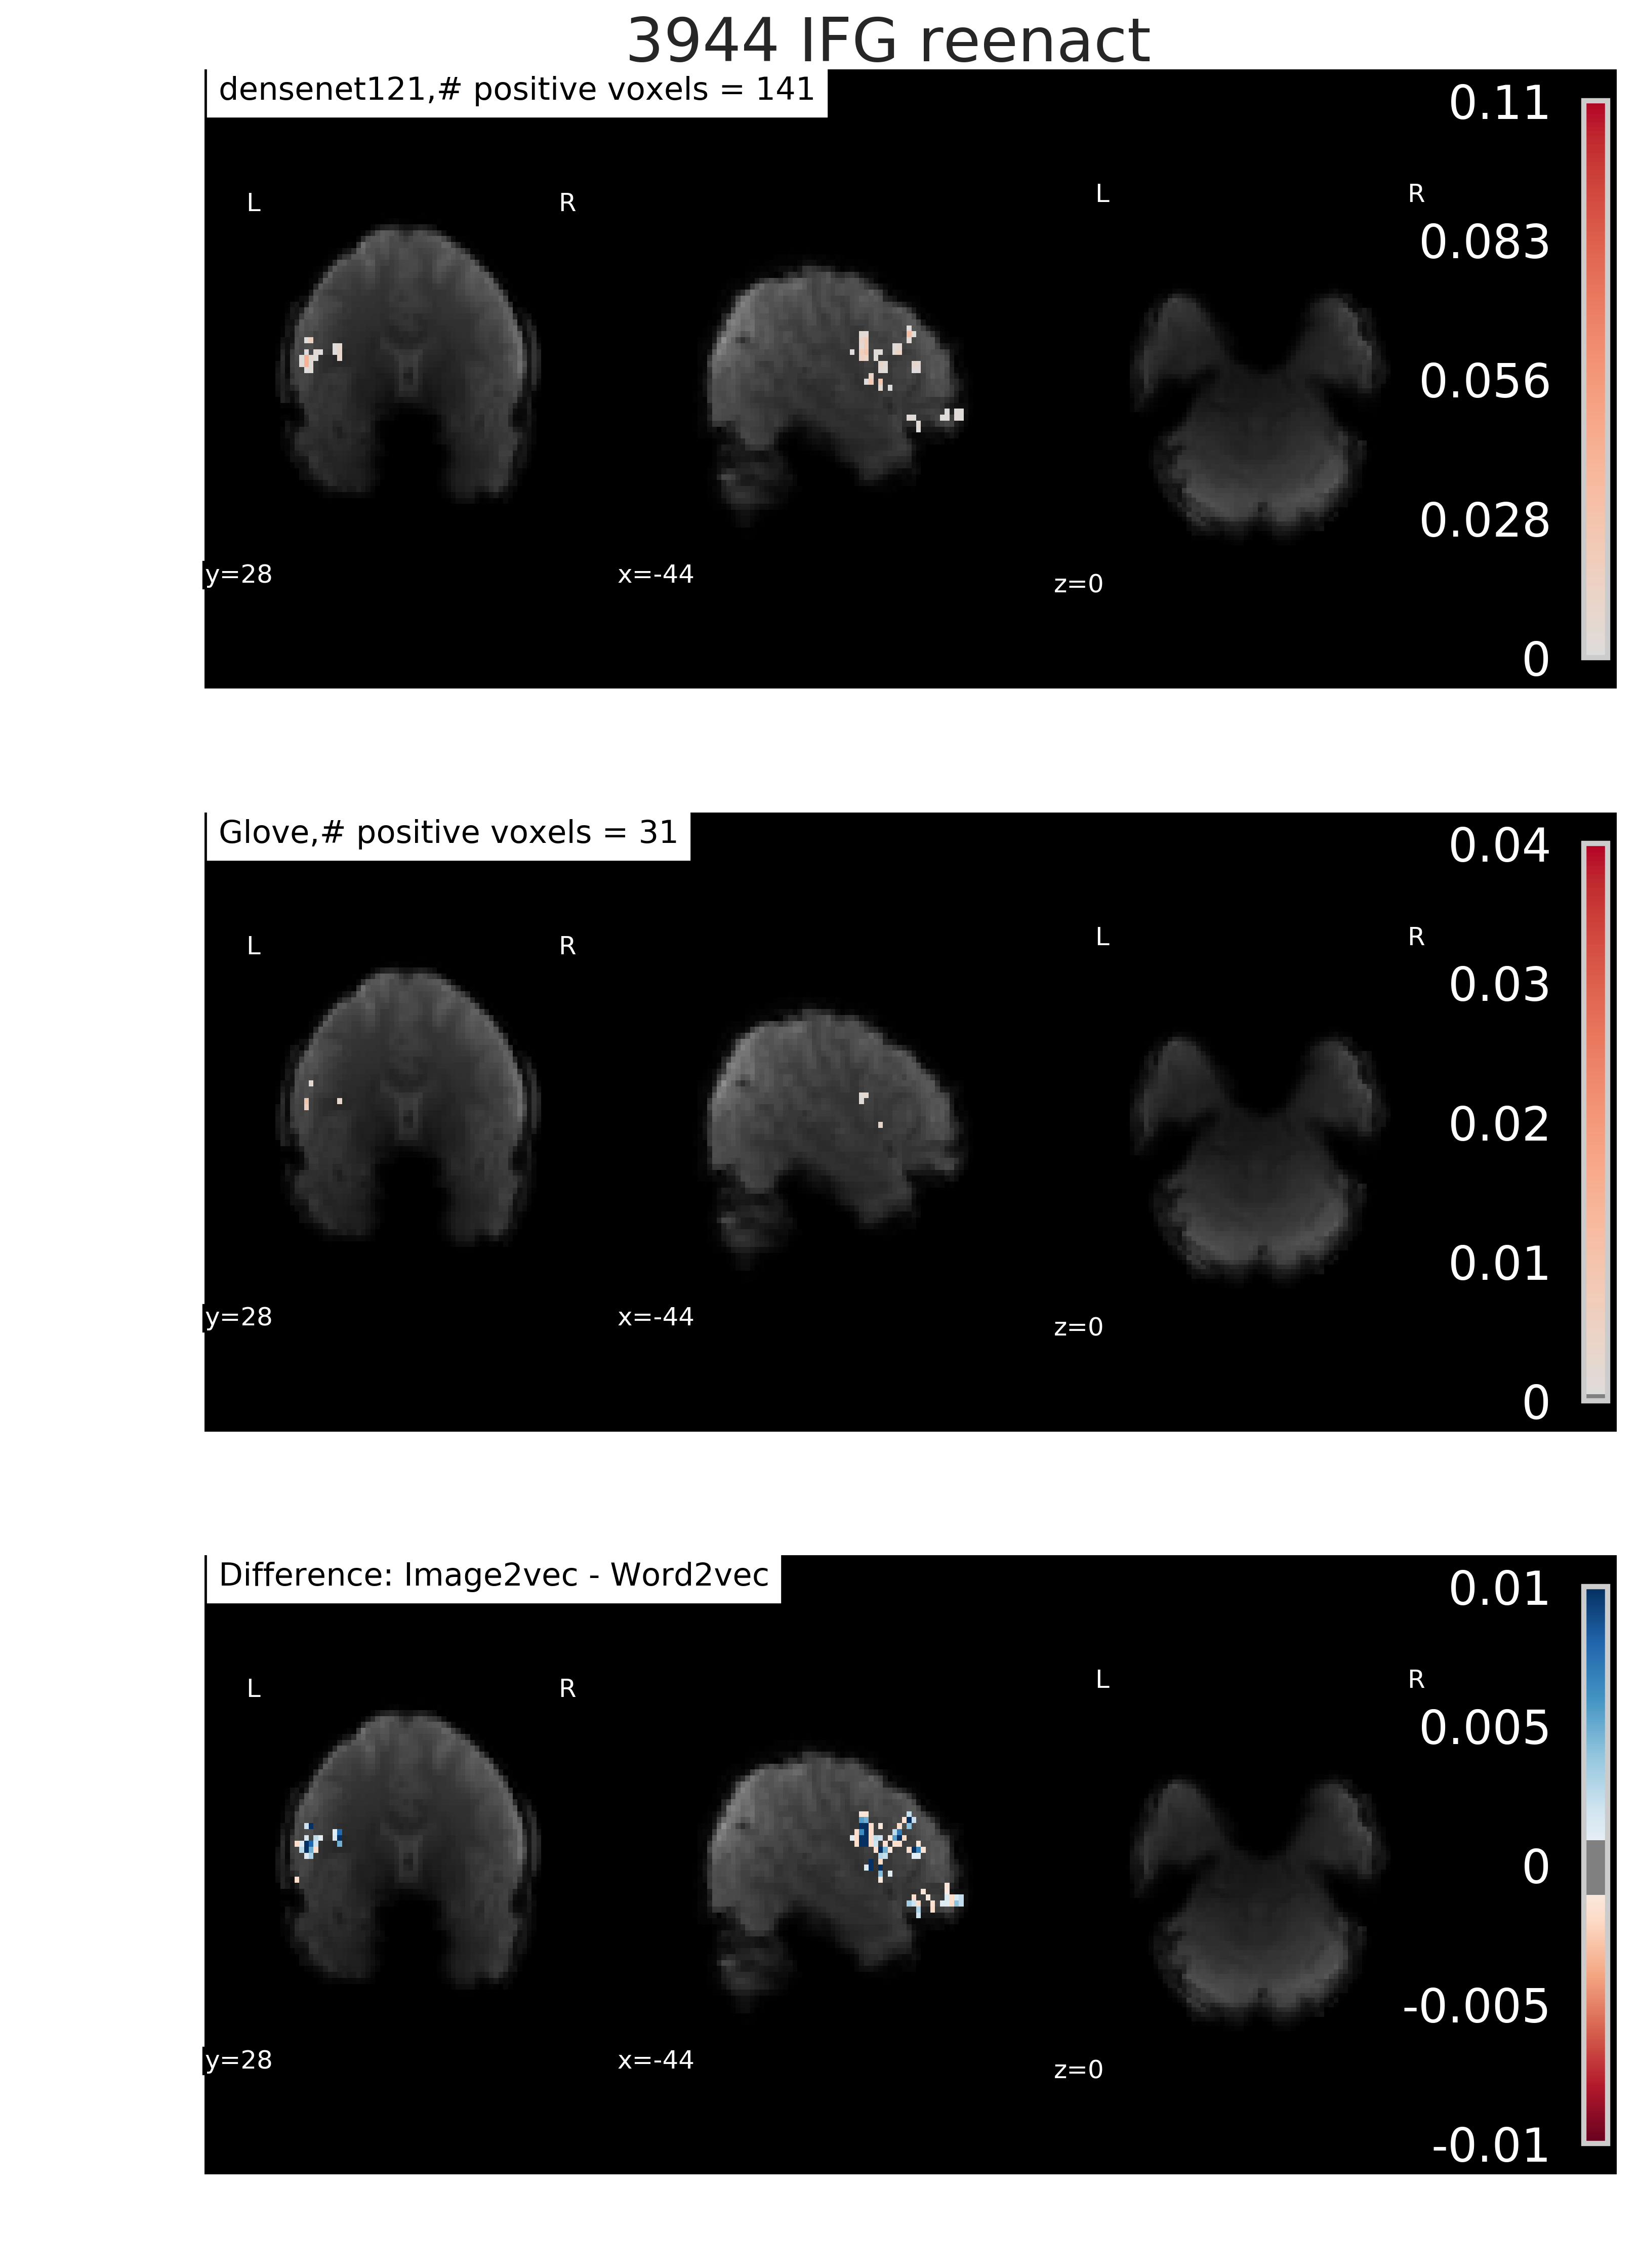 3944 IFG reenact
densenet121,# positive voxels = 141
0.11
L
R
L
R
0.083
0.056
0.028
y=28
x=-44
z=0
0
Glove,# positive voxels = 31
0.04
L
R
L
R
0.03
0.02
0.01
y=28
x=-44
z=0
0
Difference: Image2vec - Word2vec
0.01
L
R
L
R
0.005
0
-0.005
y=28
x=-44
z=0
-0.01